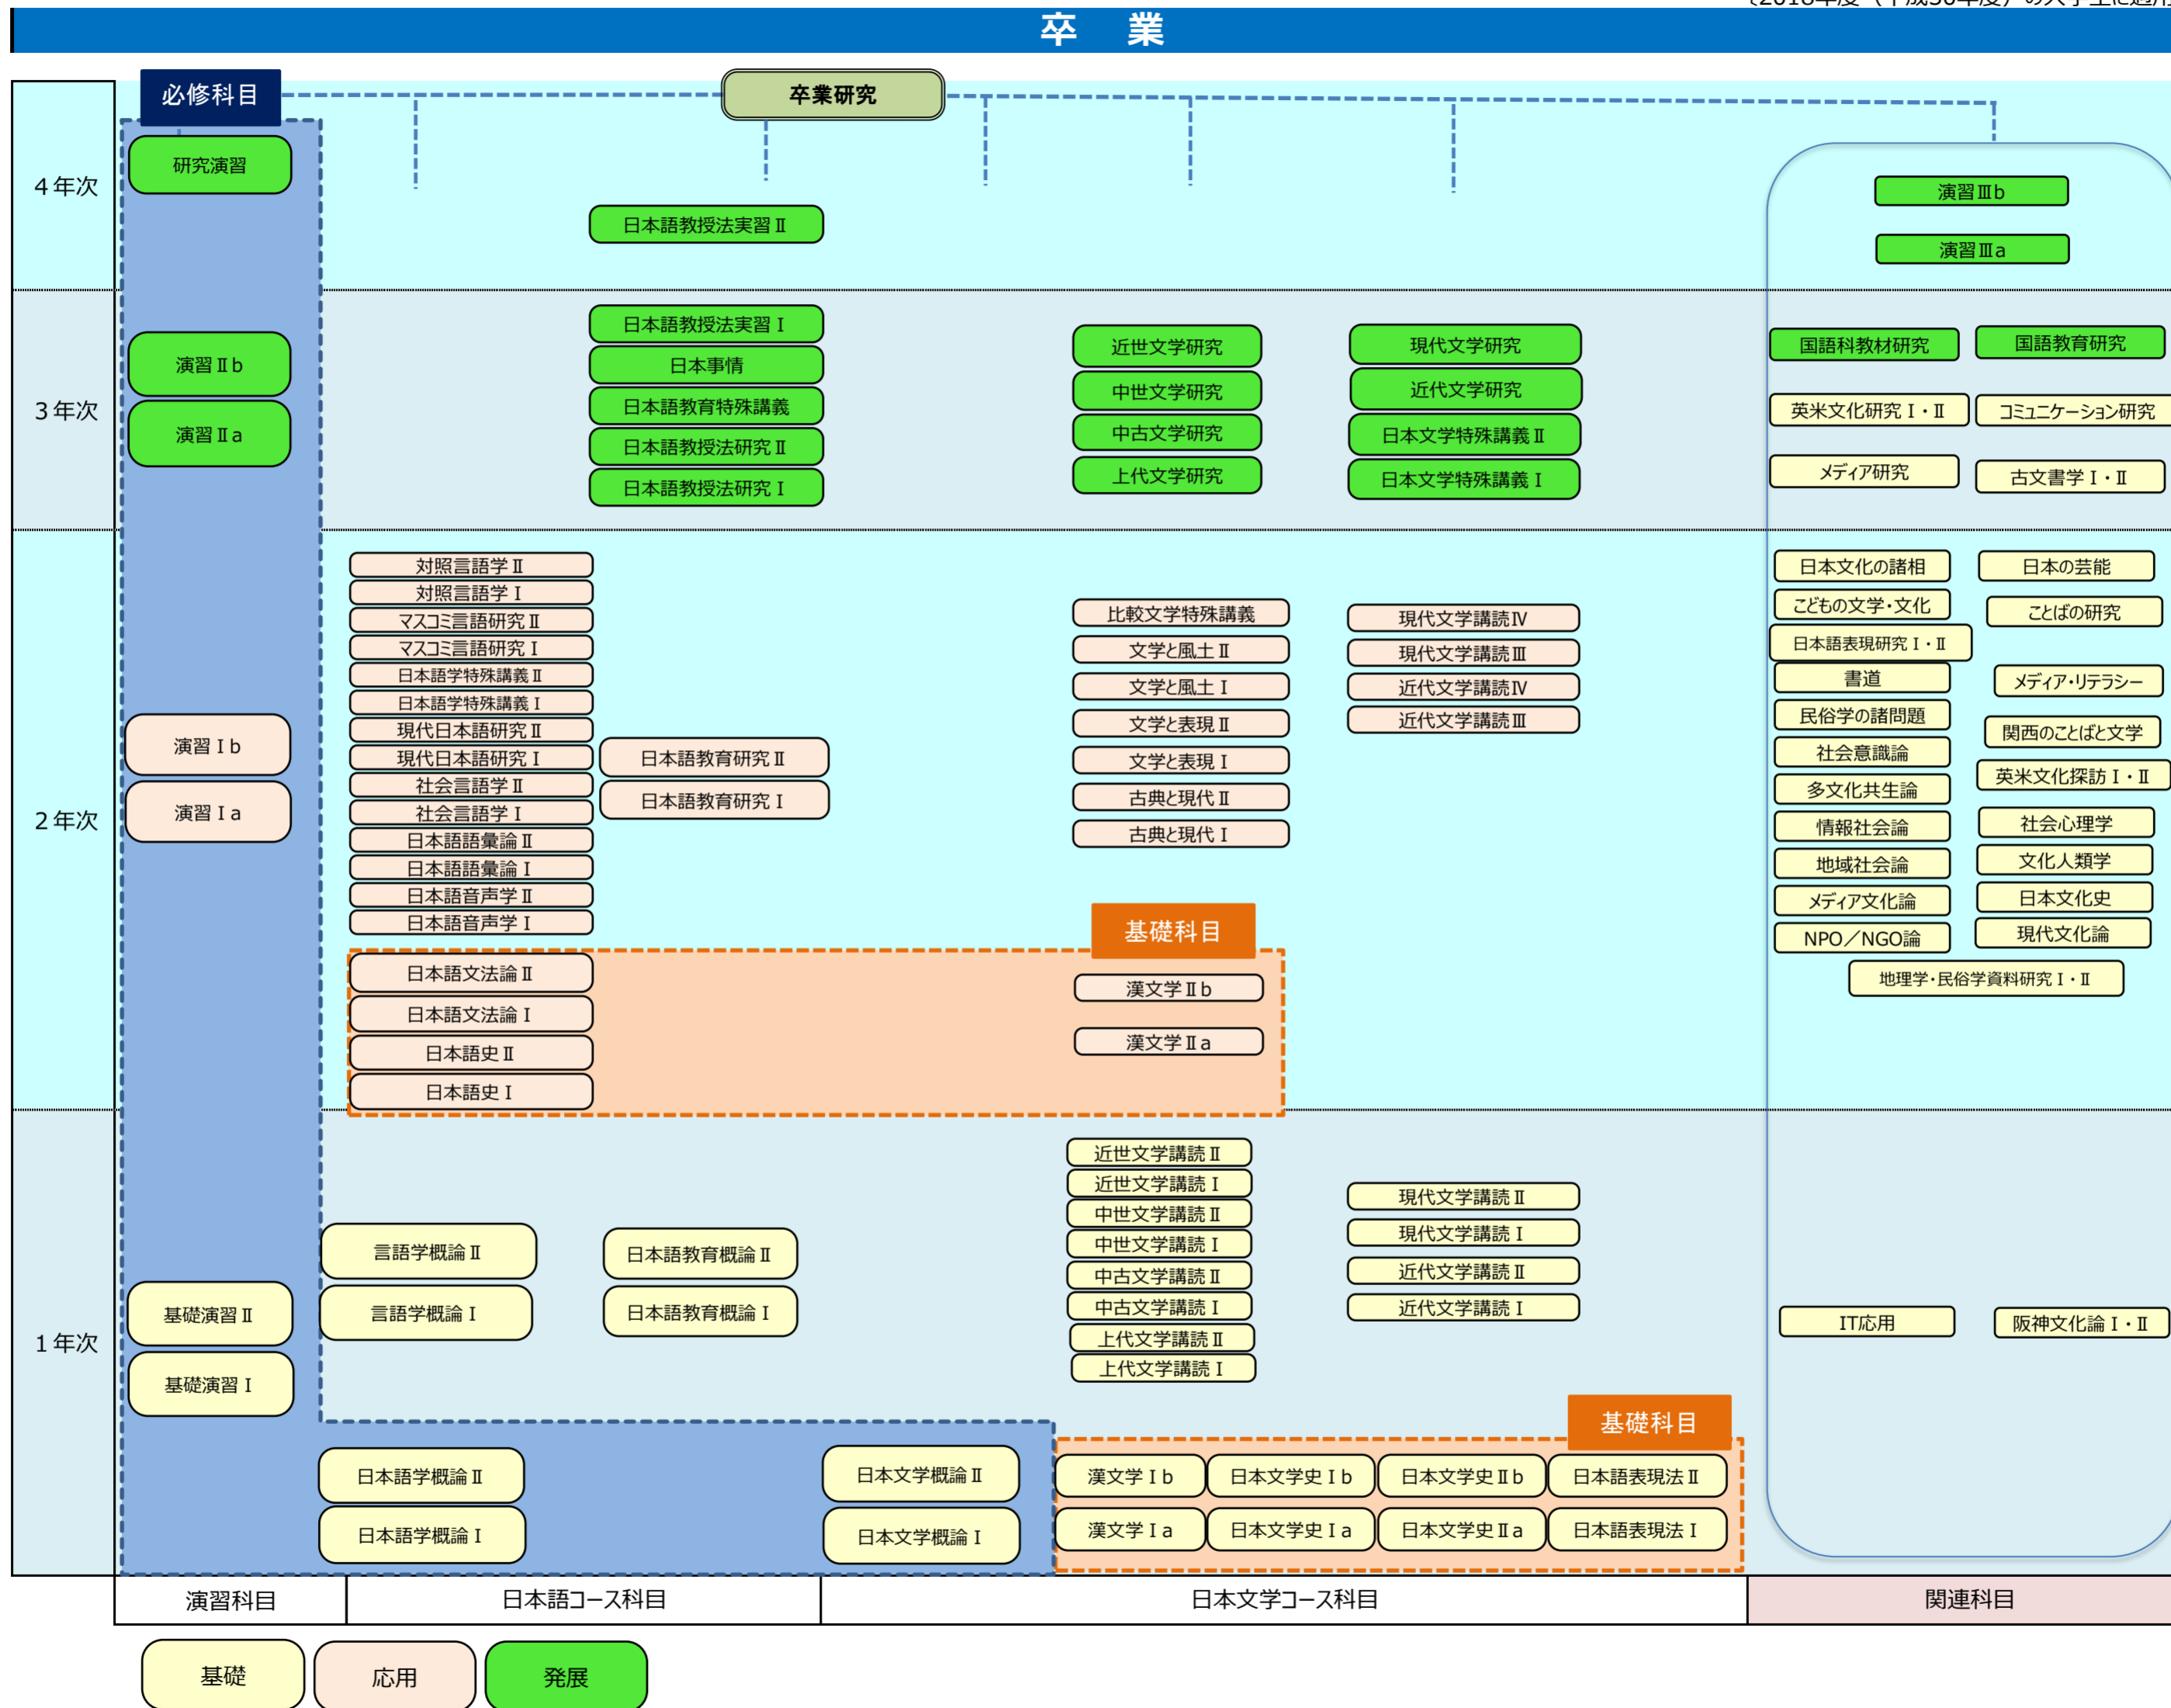 （2018年度（平成30年度）の入学生に適用
卒　業
必修科目
卒業研究
4年次
研究演習
日本語教授法実習Ⅱ
演習Ⅲb
演習Ⅲa
3年次
演習Ⅱb
演習Ⅱa
日本語教授法実習Ⅰ
日本事情
日本語教育特殊講義
日本語教授法研究Ⅱ
日本語教授法研究Ⅰ
近世文学研究
中世文学研究
中古文学研究
上代文学研究
現代文学研究
近代文学研究
日本文学特殊講義Ⅱ
日本文学特殊講義Ⅰ
国語科教材研究
国語教育研究
英米文化研究Ⅰ・Ⅱ
コミュニケーション研究
メディア研究
古文書学Ⅰ・Ⅱ
2年次
演習Ⅰb
演習Ⅰa
対照言語学Ⅱ
対照言語学Ⅰ
マスコミ言語研究Ⅱ
マスコミ言語研究Ⅰ
日本語学特殊講義Ⅱ
日本語学特殊講義Ⅰ
現代日本語研究Ⅱ
現代日本語研究Ⅰ
社会言語学Ⅱ
社会言語学Ⅰ
日本語語彙論Ⅱ
日本語語彙論Ⅰ
日本語音声学Ⅱ
日本語音声学Ⅰ
日本語教育研究Ⅱ
日本語教育研究Ⅰ
比較文学特殊講義
文学と風土Ⅱ
文学と風土Ⅰ
文学と表現Ⅱ
文学と表現Ⅰ
古典と現代Ⅱ
古典と現代Ⅰ
現代文学講読Ⅳ
現代文学講読Ⅲ
近代文学講読Ⅳ
近代文学講読Ⅲ
基礎科目
日本語文法論Ⅱ
日本語文法論Ⅰ
日本語史Ⅱ
日本語史Ⅰ
漢文学Ⅱb
漢文学Ⅱa
日本文化の諸相
日本の芸能
こどもの文学・文化
ことばの研究
日本語表現研究Ⅰ・Ⅱ
書道
メディア・リテラシー
民俗学の諸問題
関西のことばと文学
社会意識論
英米文化探訪Ⅰ・Ⅱ
多文化共生論
情報社会論
社会心理学
地域社会論
文化人類学
メディア文化論
日本文化史
NPO／NGO論
現代文化論
地理学・民俗学資料研究Ⅰ・Ⅱ
1年次
基礎演習Ⅱ
基礎演習Ⅰ
言語学概論Ⅱ
言語学概論Ⅰ
日本語教育概論Ⅱ
日本語教育概論Ⅰ
近世文学講読Ⅱ
近世文学講読Ⅰ
中世文学講読Ⅱ
中世文学講読Ⅰ
中古文学講読Ⅱ
中古文学講読Ⅰ
上代文学講読Ⅱ
上代文学講読Ⅰ
現代文学講読Ⅱ
現代文学講読Ⅰ
近代文学講読Ⅱ
近代文学講読Ⅰ
IT応用
阪神文化論Ⅰ・Ⅱ
基礎科目
日本語学概論Ⅱ
日本語学概論Ⅰ
日本文学概論Ⅱ
日本文学概論Ⅰ
漢文学Ⅰb
日本文学史Ⅰb
日本文学史Ⅱb
日本語表現法Ⅱ
漢文学Ⅰa
日本文学史Ⅰa
日本文学史Ⅱa
日本語表現法Ⅰ
演習科目
日本語コース科目
日本文学コース科目
関連科目
基礎
応用
発展